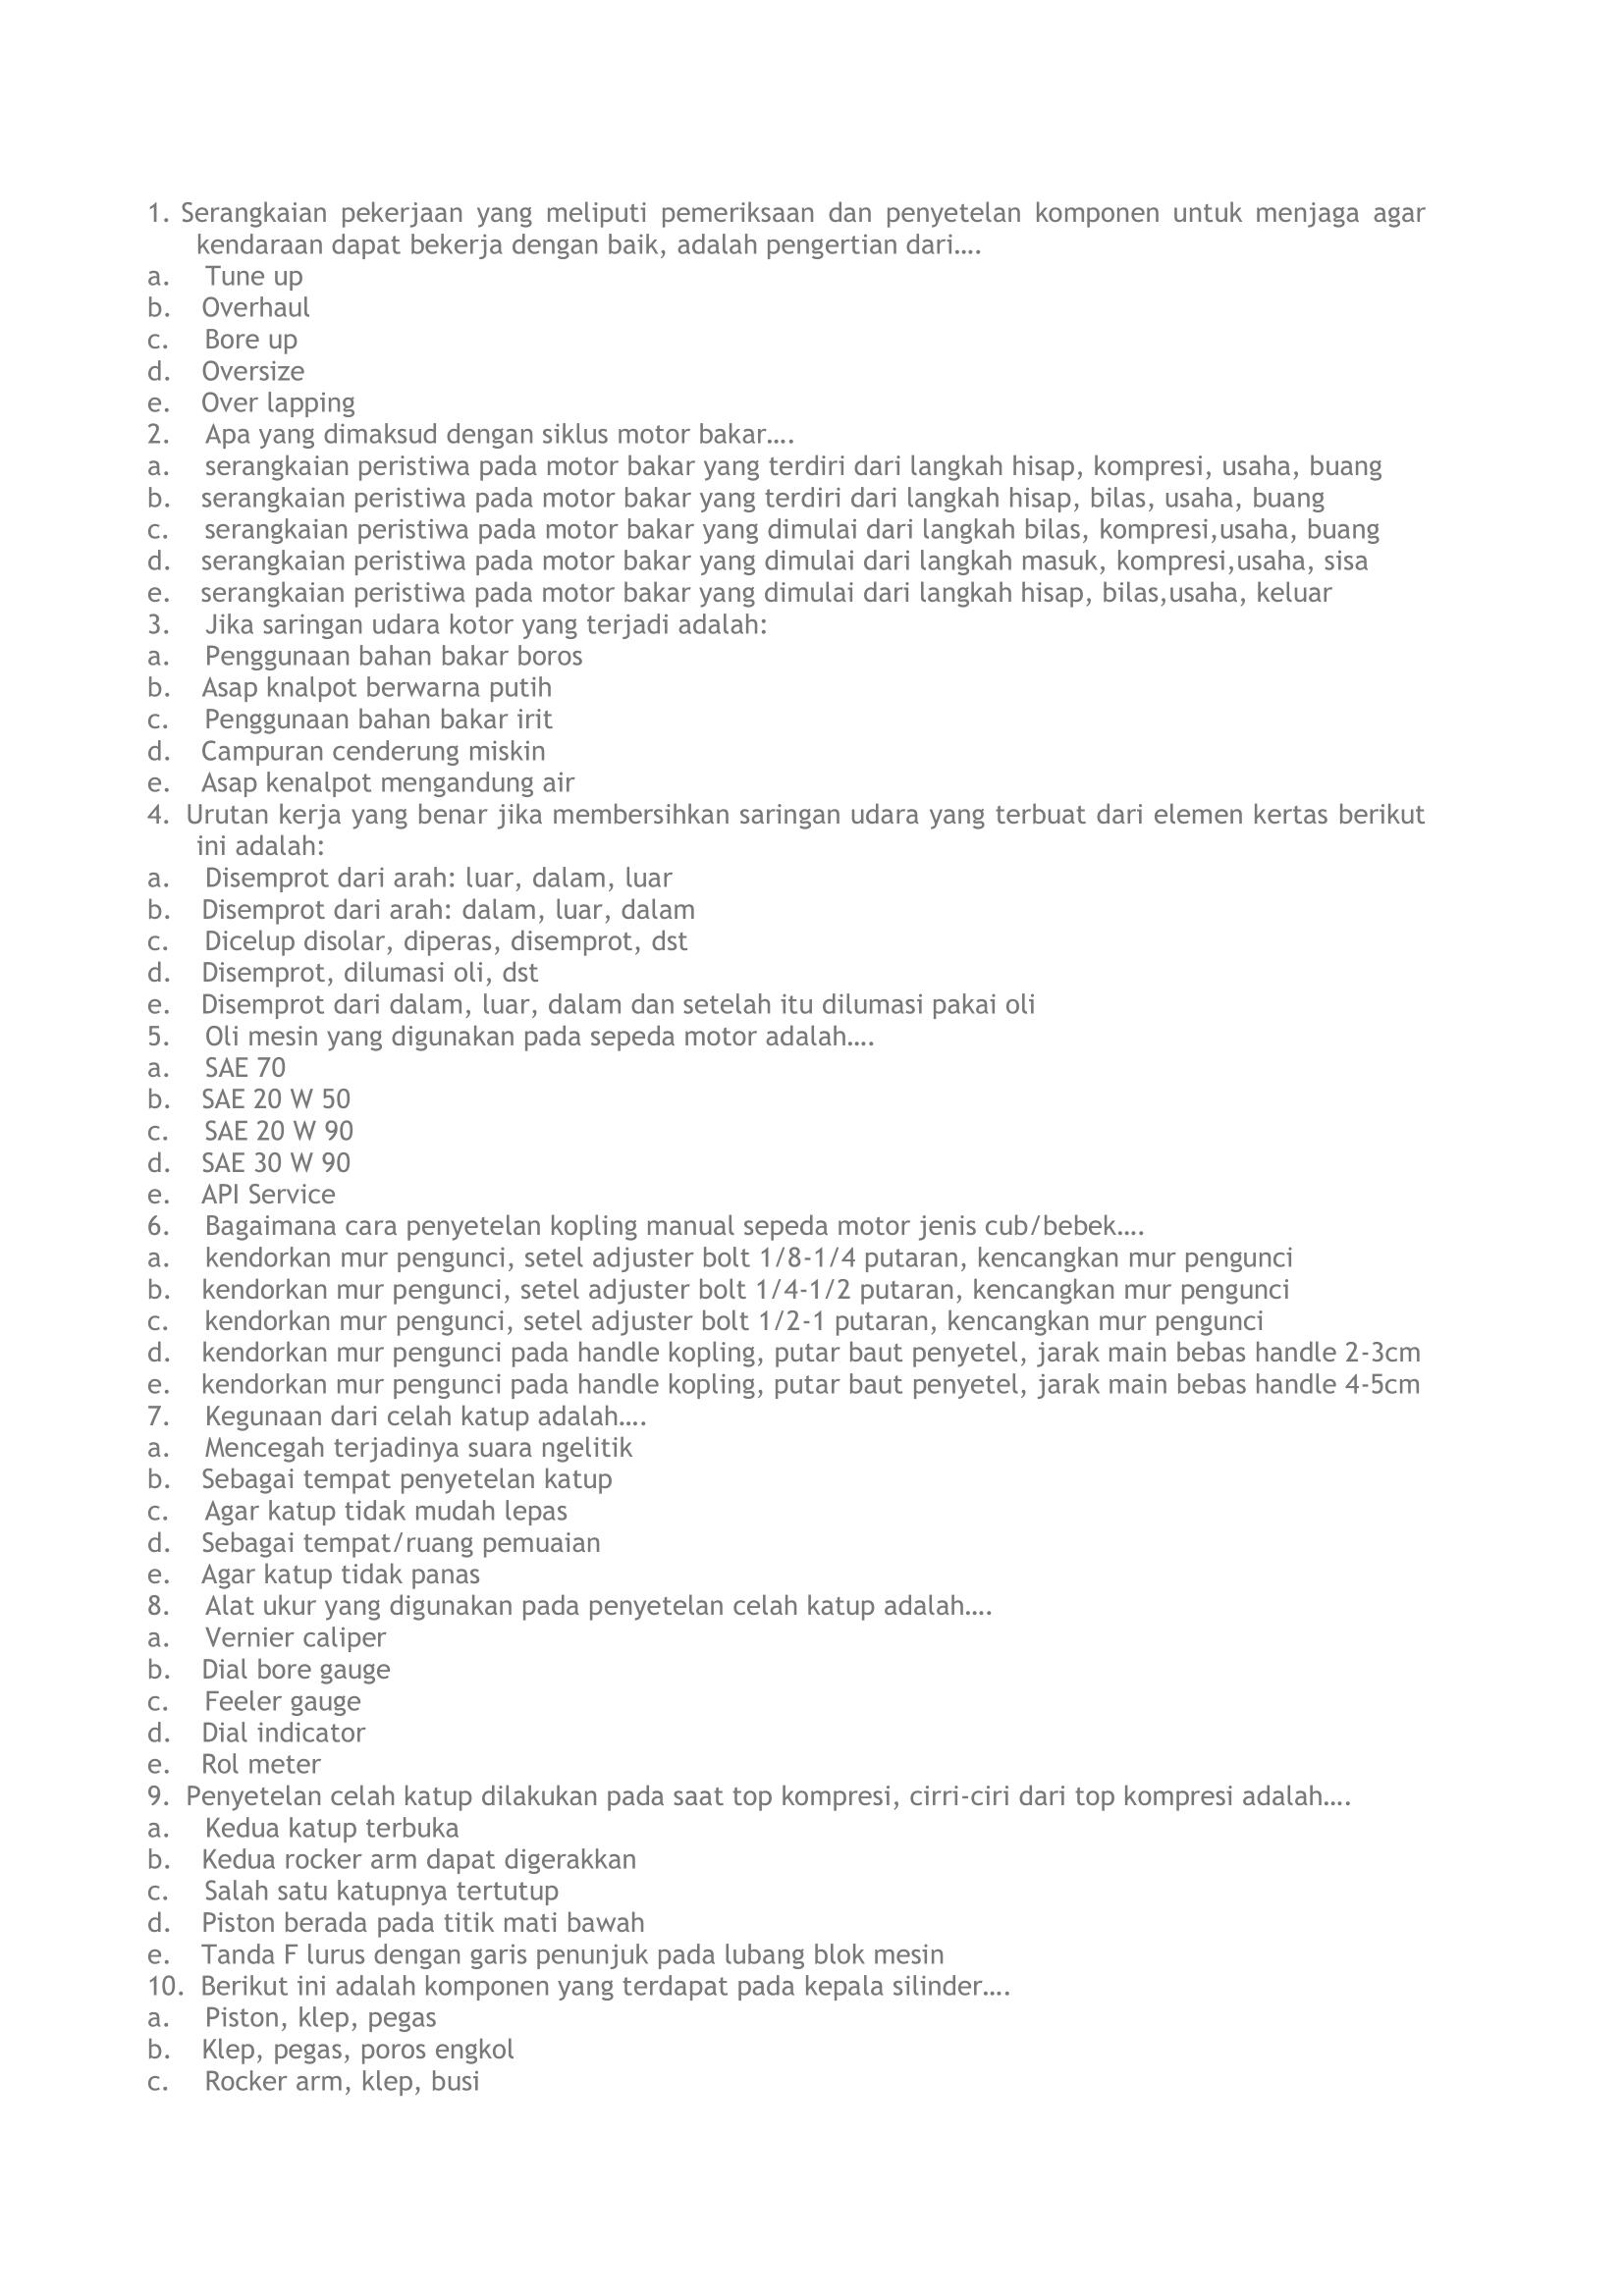 1. Serangkaian pekerjaan yang meliputi pemeriksaan dan penyetelan komponen untuk menjaga agar
kendaraan dapat bekerja dengan baik, adalah pengertian dari….
a. Tune up
b. Overhaul
c. Bore up
d. Oversize
e. Over lapping
2. Apa yang dimaksud dengan siklus motor bakar….
a. serangkaian peristiwa pada motor bakar yang terdiri dari langkah hisap, kompresi, usaha, buang
b. serangkaian peristiwa pada motor bakar yang terdiri dari langkah hisap, bilas, usaha, buang
c. serangkaian peristiwa pada motor bakar yang dimulai dari langkah bilas, kompresi,usaha, buang
d. serangkaian peristiwa pada motor bakar yang dimulai dari langkah masuk, kompresi,usaha, sisa
e. serangkaian peristiwa pada motor bakar yang dimulai dari langkah hisap, bilas,usaha, keluar
3. Jika saringan udara kotor yang terjadi adalah:
a. Penggunaan bahan bakar boros
b. Asap knalpot berwarna putih
c. Penggunaan bahan bakar irit
d. Campuran cenderung miskin
e. Asap kenalpot mengandung air
4. Urutan kerja yang benar jika membersihkan saringan udara yang terbuat dari elemen kertas berikut
ini adalah:
a. Disemprot dari arah: luar, dalam, luar
b. Disemprot dari arah: dalam, luar, dalam
c. Dicelup disolar, diperas, disemprot, dst
d. Disemprot, dilumasi oli, dst
e. Disemprot dari dalam, luar, dalam dan setelah itu dilumasi pakai oli
5. Oli mesin yang digunakan pada sepeda motor adalah….
a. SAE 70
b. SAE 20 W 50
c. SAE 20 W 90
d. SAE 30 W 90
e. API Service
6. Bagaimana cara penyetelan kopling manual sepeda motor jenis cub/bebek….
a. kendorkan mur pengunci, setel adjuster bolt 1/8-1/4 putaran, kencangkan mur pengunci
b. kendorkan mur pengunci, setel adjuster bolt 1/4-1/2 putaran, kencangkan mur pengunci
c. kendorkan mur pengunci, setel adjuster bolt 1/2-1 putaran, kencangkan mur pengunci
d. kendorkan mur pengunci pada handle kopling, putar baut penyetel, jarak main bebas handle 2-3cm
e. kendorkan mur pengunci pada handle kopling, putar baut penyetel, jarak main bebas handle 4-5cm
7. Kegunaan dari celah katup adalah….
a. Mencegah terjadinya suara ngelitik
b. Sebagai tempat penyetelan katup
c. Agar katup tidak mudah lepas
d. Sebagai tempat/ruang pemuaian
e. Agar katup tidak panas
8. Alat ukur yang digunakan pada penyetelan celah katup adalah….
a. Vernier caliper
b. Dial bore gauge
c. Feeler gauge
d. Dial indicator
e. Rol meter
9. Penyetelan celah katup dilakukan pada saat top kompresi, cirri-ciri dari top kompresi adalah….
a. Kedua katup terbuka
b. Kedua rocker arm dapat digerakkan
c. Salah satu katupnya tertutup
d. Piston berada pada titik mati bawah
e. Tanda F lurus dengan garis penunjuk pada lubang blok mesin
10. Berikut ini adalah komponen yang terdapat pada kepala silinder….
a. Piston, klep, pegas
b. Klep, pegas, poros engkol
c. Rocker arm, klep, busi